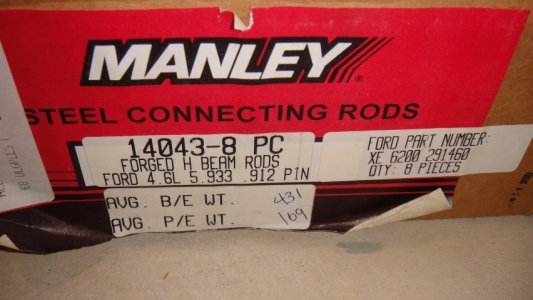 MANLEY
STEEL CONNECTING RODS
14043-8 PC
FORGED H BEAM RODS
FORD 4.6L 5.933 .912 PIN
FORD PART NUMBER:
XE 6200 291460
QTY: 8 PIECES
AVG. B/E WT. 431
AVG. P/E WT. 169